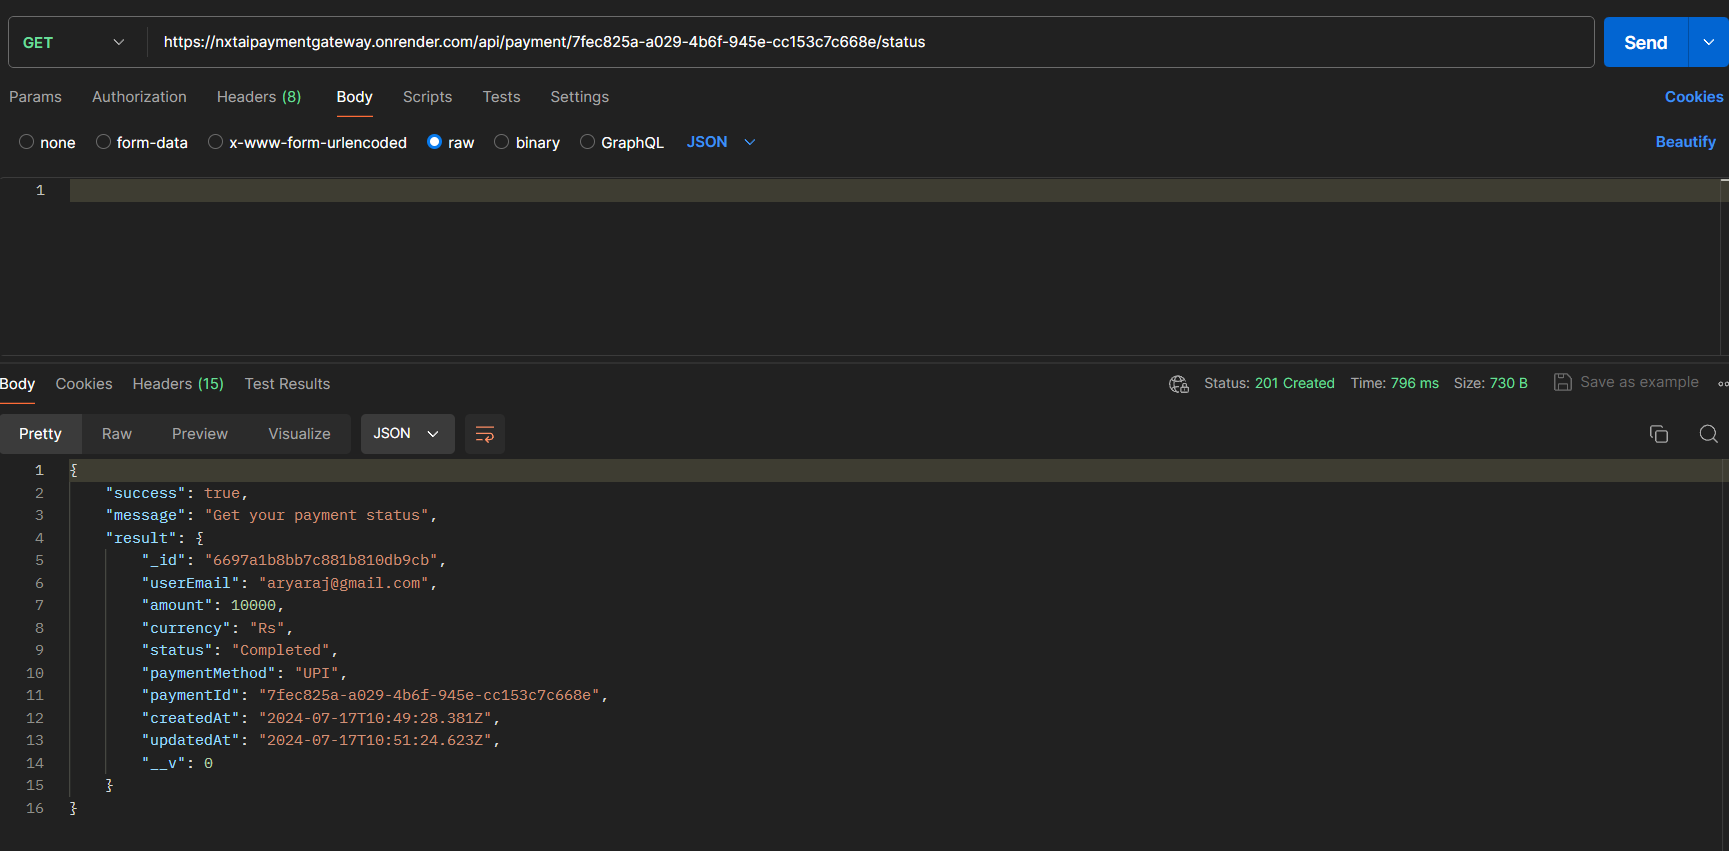 GET https://nxtaipaymentgateway.onrender.com/api/payment/7fec825a-a029-4b6f-945e-cc153c7c668e/status Send
Params Authorization Headers (8) Body Scripts Tests Settings Cookies
none form-data x-www-form-urlencoded raw binary GraphQL JSON Beautify
1
Body Cookies Headers (15) Test Results Status: 201 Created Time: 796 ms Size: 730 B Save as example
Pretty Raw Preview Visualize JSON
1 {
2 "success": true,
3 "message": "Get your payment status",
4 "result": {
5 "_id": "6697a1b8bb7c881b810db9cb",
6 "userEmail": "aryaraj@gmail.com",
7 "amount": 10000,
8 "currency": "Rs",
9 "status": "Completed",
10 "paymentMethod": "UPI",
11 "paymentId": "7fec825a-a029-4b6f-945e-cc153c7c668e",
12 "createdAt": "2024-07-17T10:49:28.381Z",
13 "updatedAt": "2024-07-17T10:51:24.623Z",
14 "__v": 0
15 }
16 }